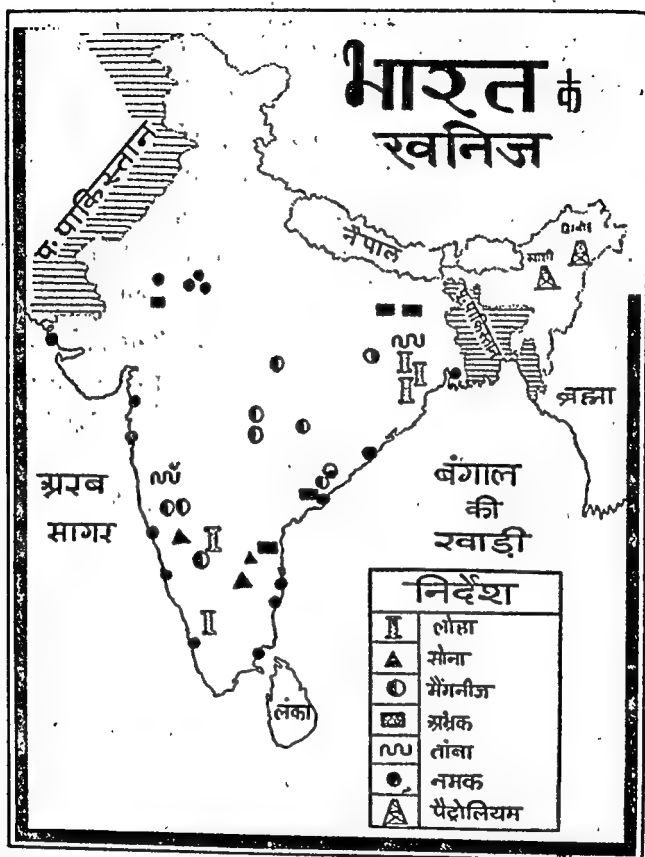 भारत के
खनिज
प. पाकिस्तान
नेपाल
ब्रह्मा
अरब
सागर
बंगाल
की
खाड़ी
लंका
निर्देश
लोहा
सोना
मैंगनीज
अभ्रक
तांबा
नमक
पैट्रोलियम